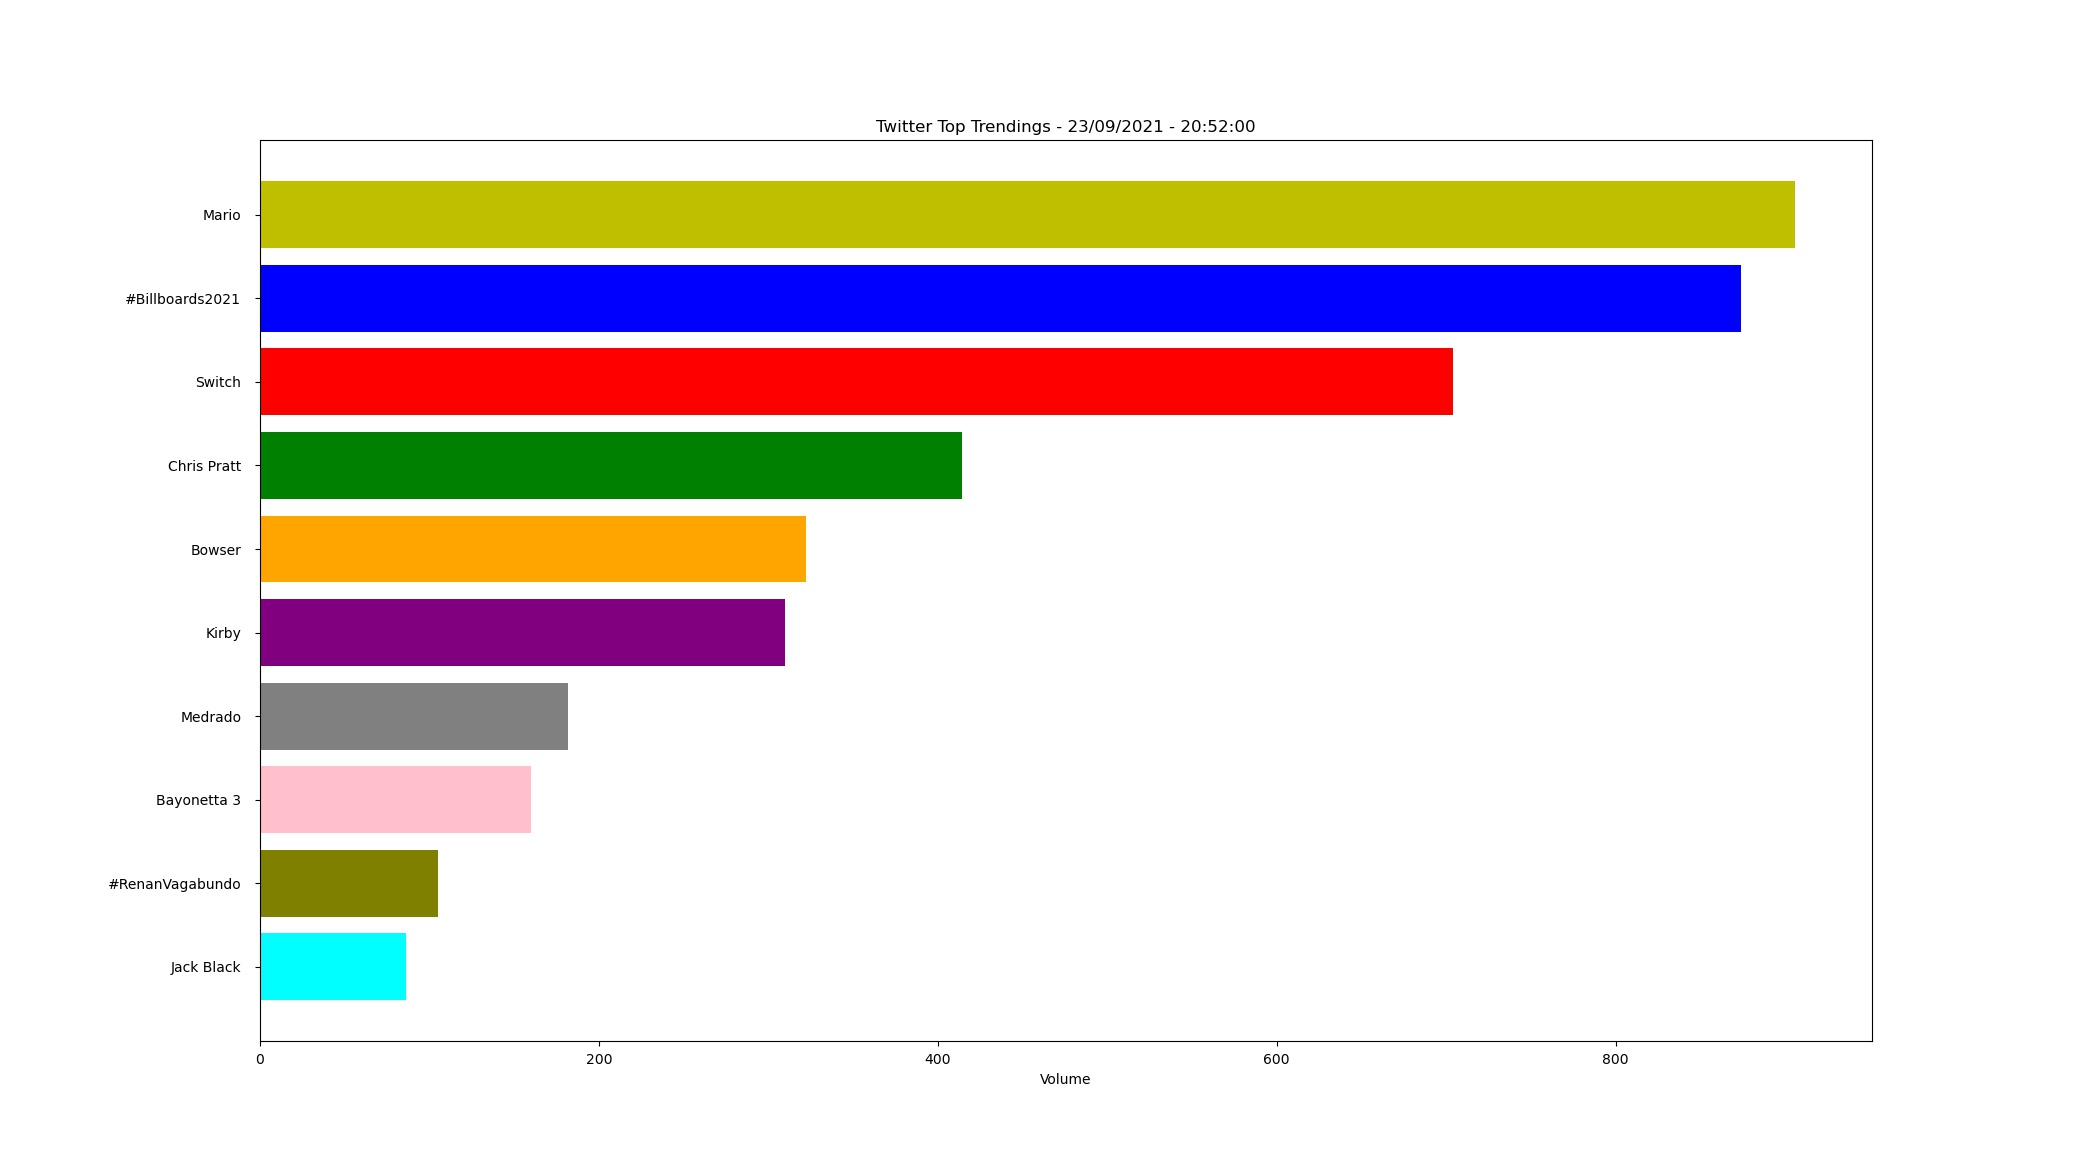 Twitter Top Trendings - 23/09/2021 - 20:52:00
Mario
#Billboards2021
Switch
Chris Pratt
Bowser
Kirby
Medrado
Bayonetta 3
#RenanVagabundo
Jack Black
0 200 400 600 800
Volume